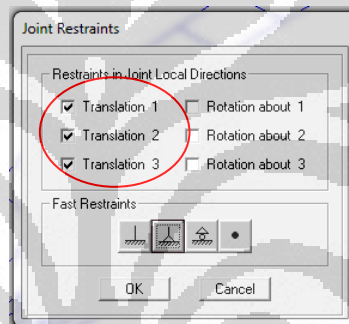 Joint Restraints
Restraints in Joint Local Directions
Translation 1 Rotation about 1
Translation 2 Rotation about 2
Translation 3 Rotation about 3
Fast Restraints
OK Cancel